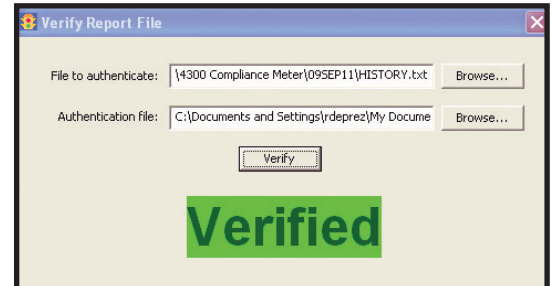 Verify Report File
File to authenticate: \4300 Compliance Meter\09SEP11\HISTORY.txt Browse...
Authentication file: C:\Documents and Settings\rdeprez\My Docume Browse...
Verify
Verified